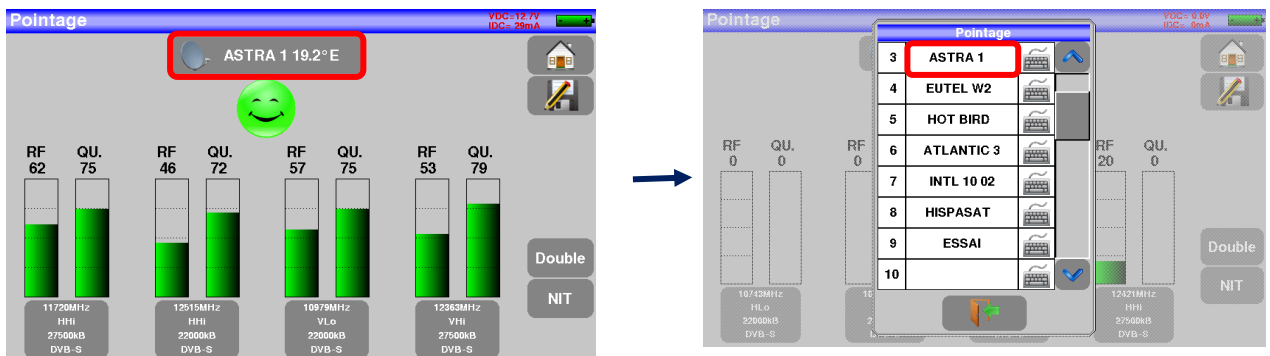 Pointage
VDC=12.7V
IDC= 29mA
ASTRA 1 19.2° E
RF QU. RF QU. RF QU. RF QU.
62 75 46 72 57 75 53 79
Double
NIT
11720MHz 12515MHz 10979MHz 12363MHz
HHi HHi VLo VHi
27500kB 22000kB 22000kB 27500kB
DVB-S DVB-S DVB-S DVB-S
Pointage
VDC= 0.0V
IDC= 0mA
Pointage
3 ASTRA 1
4 EUTEL W2
5 HOT BIRD
6 ATLANTIC 3
7 INTL 10 02
8 HISPASAT
9 ESSAI
10
RF QU. RF RF QU.
0 0 0 20 0
Double
NIT
10743MHz 10 12421MHz
HLo HHi
22000kB 2 27500kB
DVB-S DVB-S